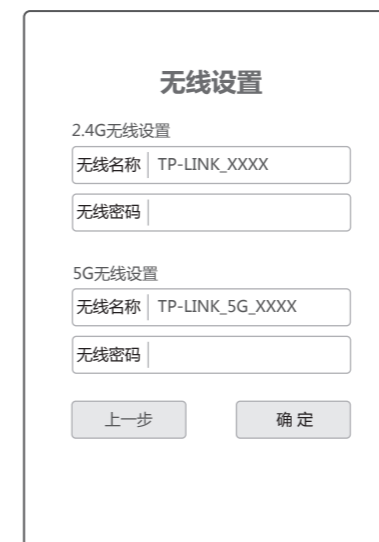 无线设置
2.4G无线设置
无线名称 TP-LINK_XXXX
无线密码
5G无线设置
无线名称 TP-LINK_5G_XXXX
无线密码
上一步 确 定